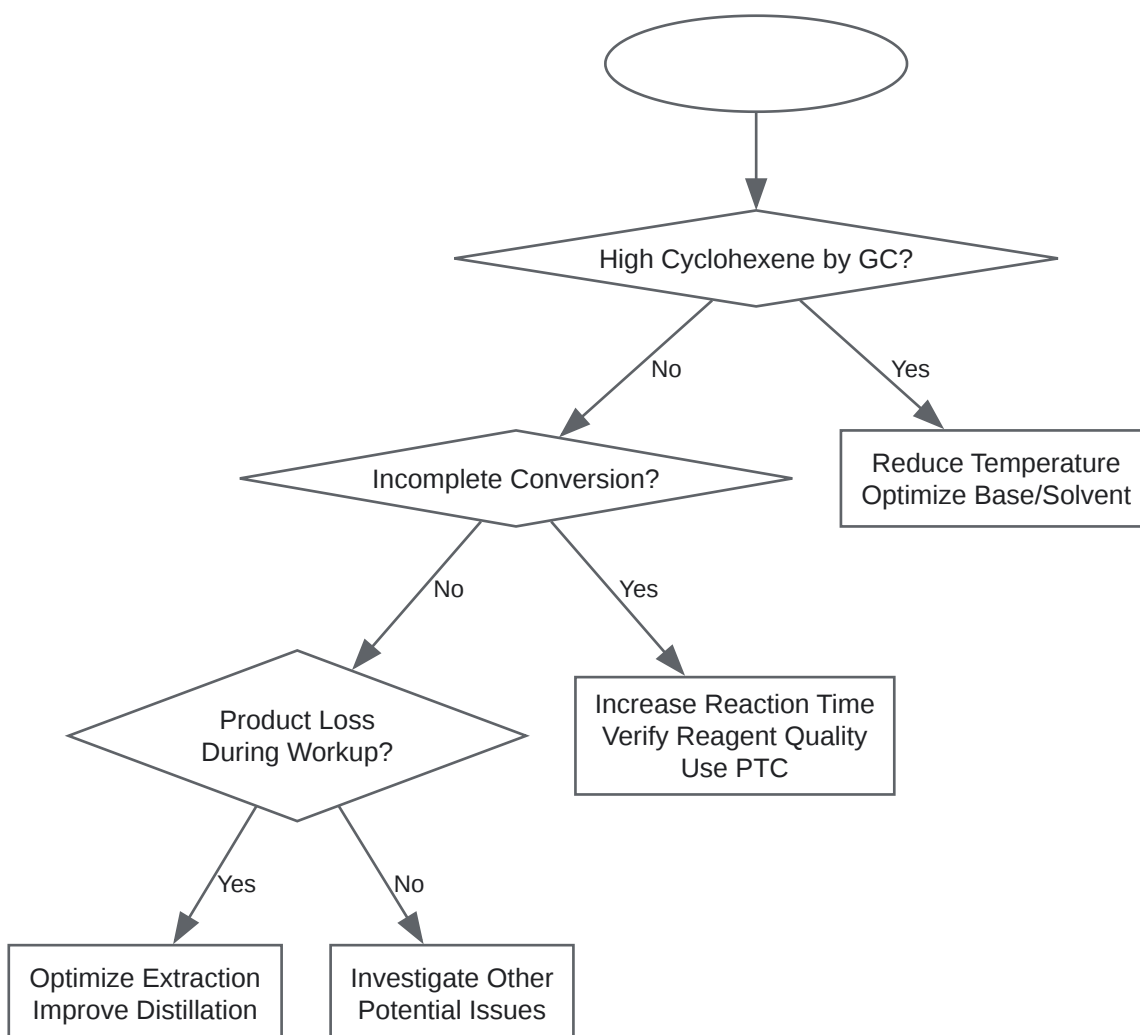 High Cyclohexene by GC?
No
Yes
Incomplete Conversion?
Reduce Temperature
Optimize Base/Solvent
No
Yes
Product Loss
During Workup?
Increase Reaction Time
Verify Reagent Quality
Use PTC
Yes
No
Optimize Extraction
Improve Distillation
Investigate Other
Potential Issues